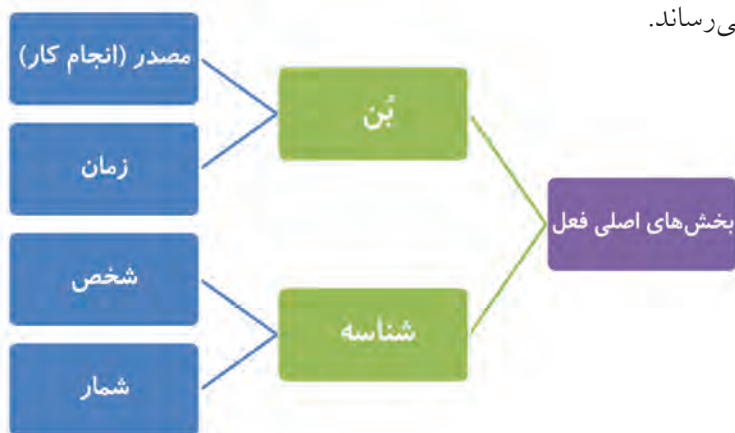 ی‌رساند.
بخش‌های اصلی فعل
بُن
مصدر (انجام کار)
زمان
شناسه
شخص
شمار